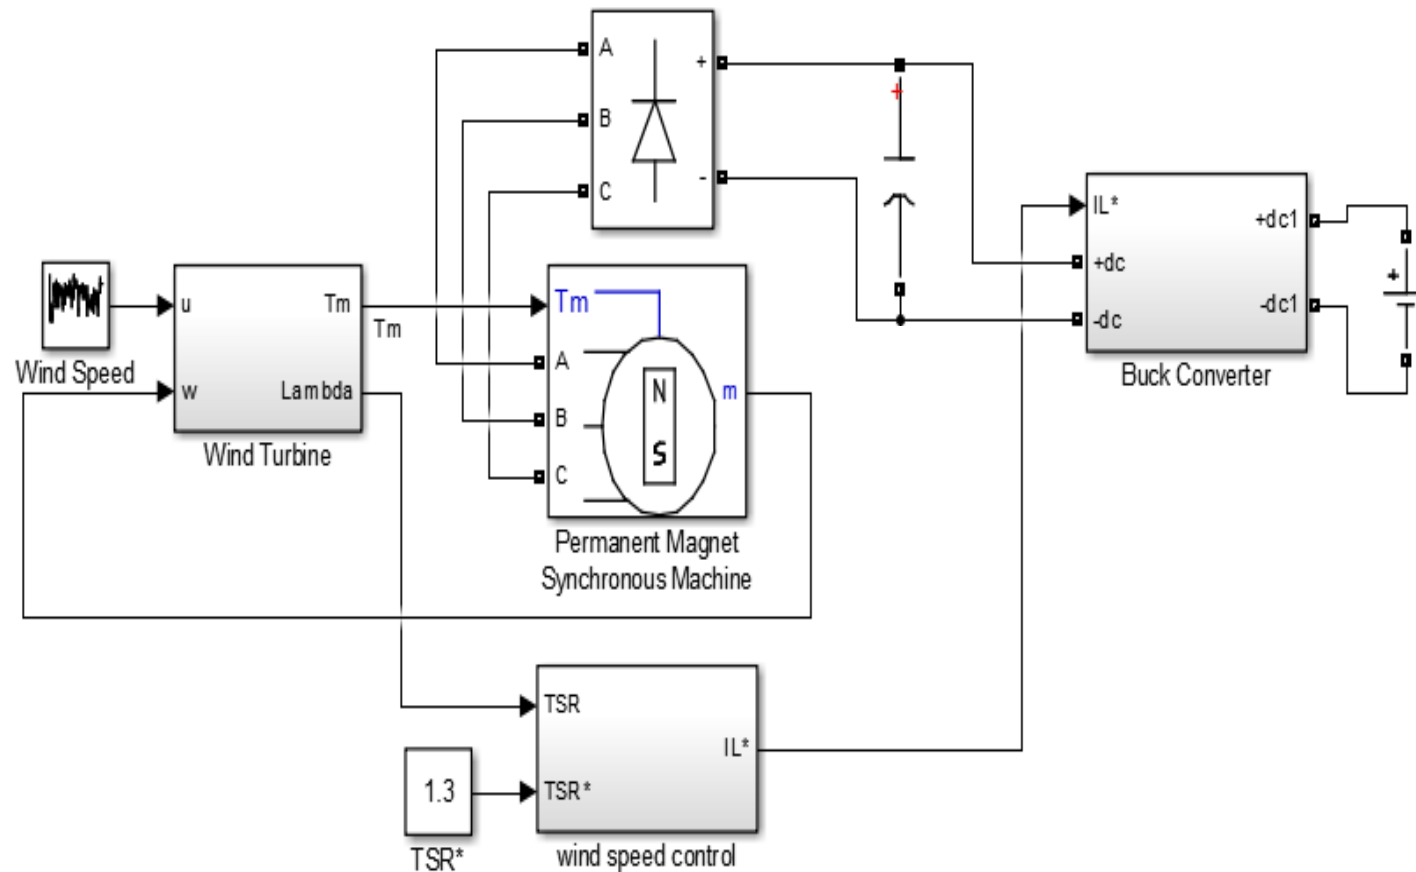 A
+
B
-
C
+
IL*
+dc1
+dc
+
-dc
-dc1
Buck Converter
u
Tm
Tm
Wind Speed
w
Lambda
Wind Turbine
Tm
A
N
m
B
S
C
Permanent Magnet
Synchronous Machine
TSR
IL*
1.3
TSR*
TSR*
wind speed control